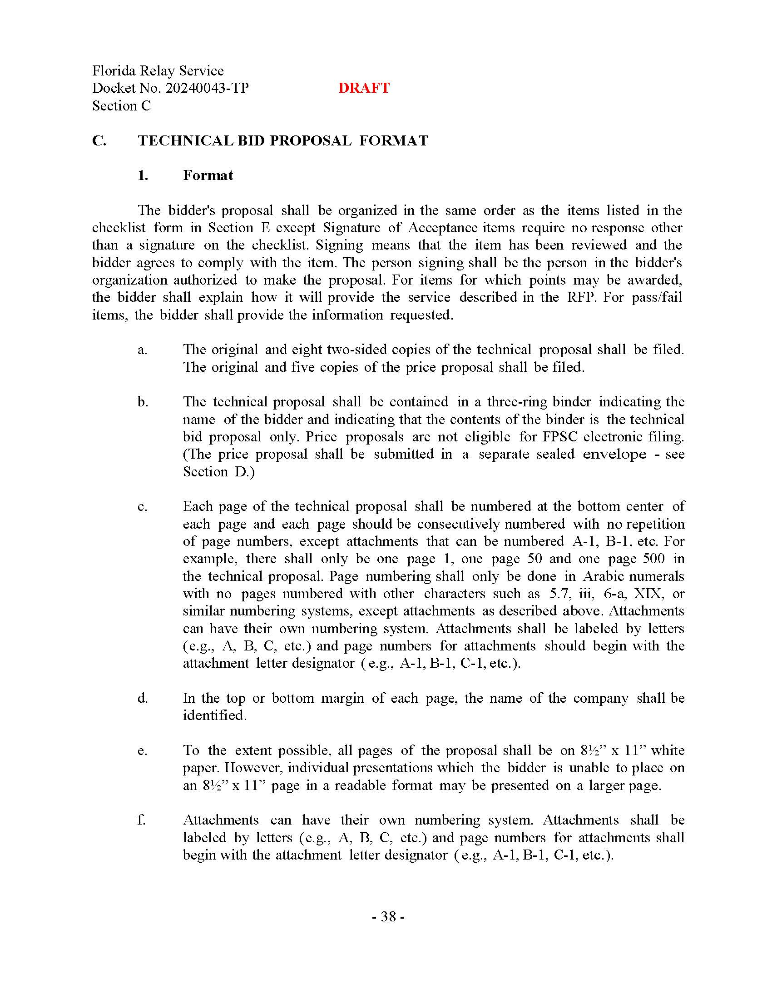 Florida Relay Service
Docket No. 20240043-TP DRAFT
Section C
C. TECHNICAL BID PROPOSAL FORMAT
1. Format
The bidder's proposal shall be organized in the same order as the items listed in the
checklist form in Section E except Signature of Acceptance items require no response other
than a signature on the checklist. Signing means that the item has been reviewed and the
bidder agrees to comply with the item. The person signing shall be the person in the bidder's
organization authorized to make the proposal. For items for which points may be awarded,
the bidder shall explain how it will provide the service described in the RFP. For pass/fail
items, the bidder shall provide the information requested.
a. The original and eight two-sided copies of the technical proposal shall be filed.
The original and five copies of the price proposal shall be filed.
b. The technical proposal shall be contained in a three-ring binder indicating the
name of the bidder and indicating that the contents of the binder is the technical
bid proposal only. Price proposals are not eligible for FPSC electronic filing.
(The price proposal shall be submitted in a separate sealed envelope - see
Section D.)
c. Each page of the technical proposal shall be numbered at the bottom center of
each page and each page should be consecutively numbered with no repetition
of page numbers, except attachments that can be numbered A-1, B-1, etc. For
example, there shall only be one page 1, one page 50 and one page 500 in
the technical proposal. Page numbering shall only be done in Arabic numerals
with no pages numbered with other characters such as 5.7, iii, 6-a, XIX, or
similar numbering systems, except attachments as described above. Attachments
can have their own numbering system. Attachments shall be labeled by letters
(e.g., A, B, C, etc.) and page numbers for attachments should begin with the
attachment letter designator (e.g., A-1, B-1, C-1, etc.).
d. In the top or bottom margin of each page, the name of the company shall be
identified.
e. To the extent possible, all pages of the proposal shall be on 8½” x 11” white
paper. However, individual presentations which the bidder is unable to place on
an 8½” x 11” page in a readable format may be presented on a larger page.
f. Attachments can have their own numbering system. Attachments shall be
labeled by letters (e.g., A, B, C, etc.) and page numbers for attachments shall
begin with the attachment letter designator (e.g., A-1, B-1, C-1, etc.).
- 38 -